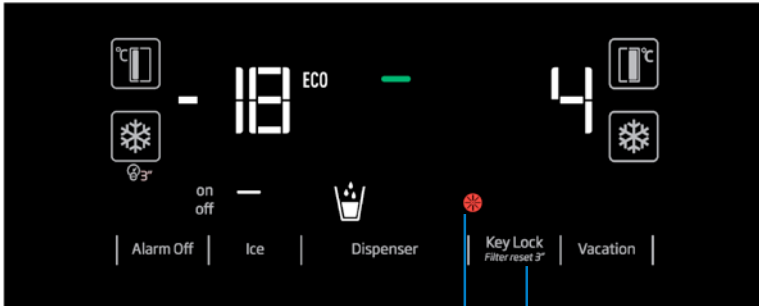 °C
°C
- 18 ECO
4
3"
on
off
Alarm Off
Ice
Dispenser
Key Lock
Filter reset 3"
Vacation